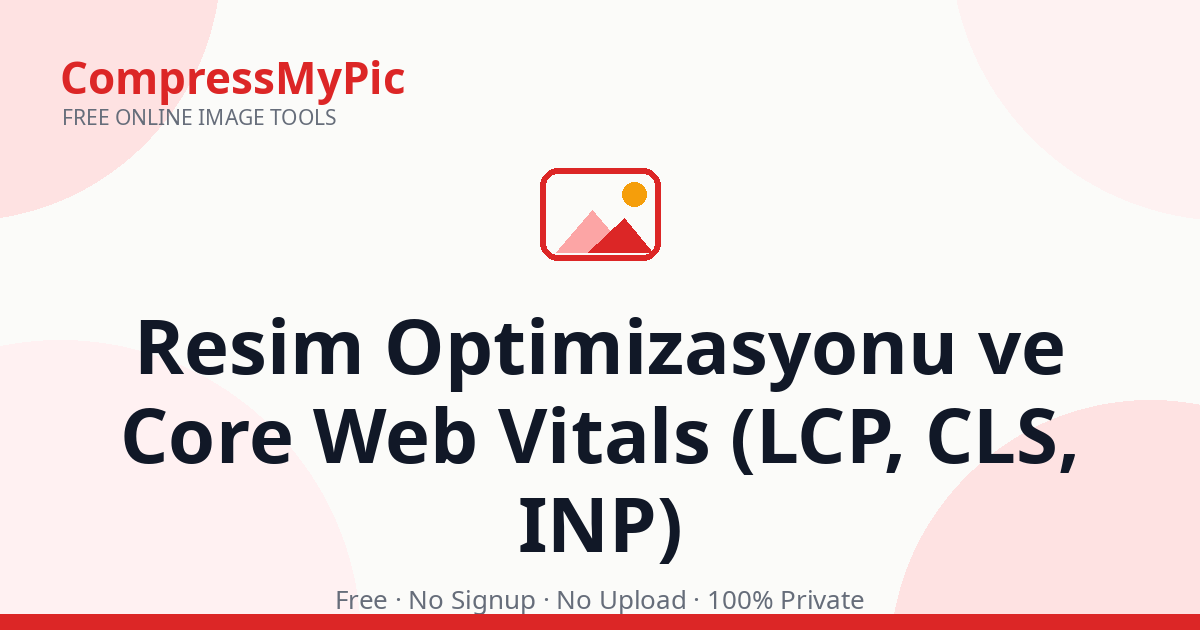 CompressMyPic
FREE ONLINE IMAGE TOOLS
Resim Optimizasyonu ve
Core Web Vitals (LCP, CLS,
INP)
Free · No Signup · No Upload · 100% Private